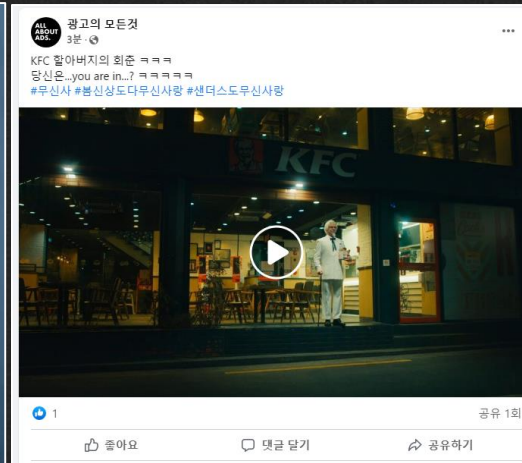 ALL
ABOUT
ADS.
광고의 모든것
3분 ·
KFC 할아버지의 회춘 ㅋㅋㅋ
당신은...you are in...? ㅋㅋㅋㅋㅋ
#무신사 #봄신상도다무신사랑 #샌더스도무신사랑
KFC
1
공유 1회
좋아요
댓글 달기
공유하기